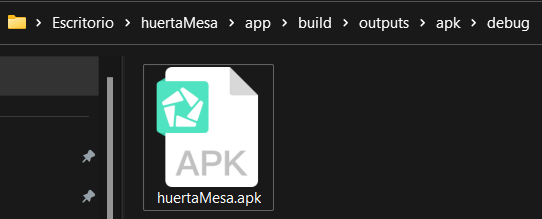 Escritorio > huertaMesa > app > build > outputs > apk > debug
APK
huertaMesa.apk